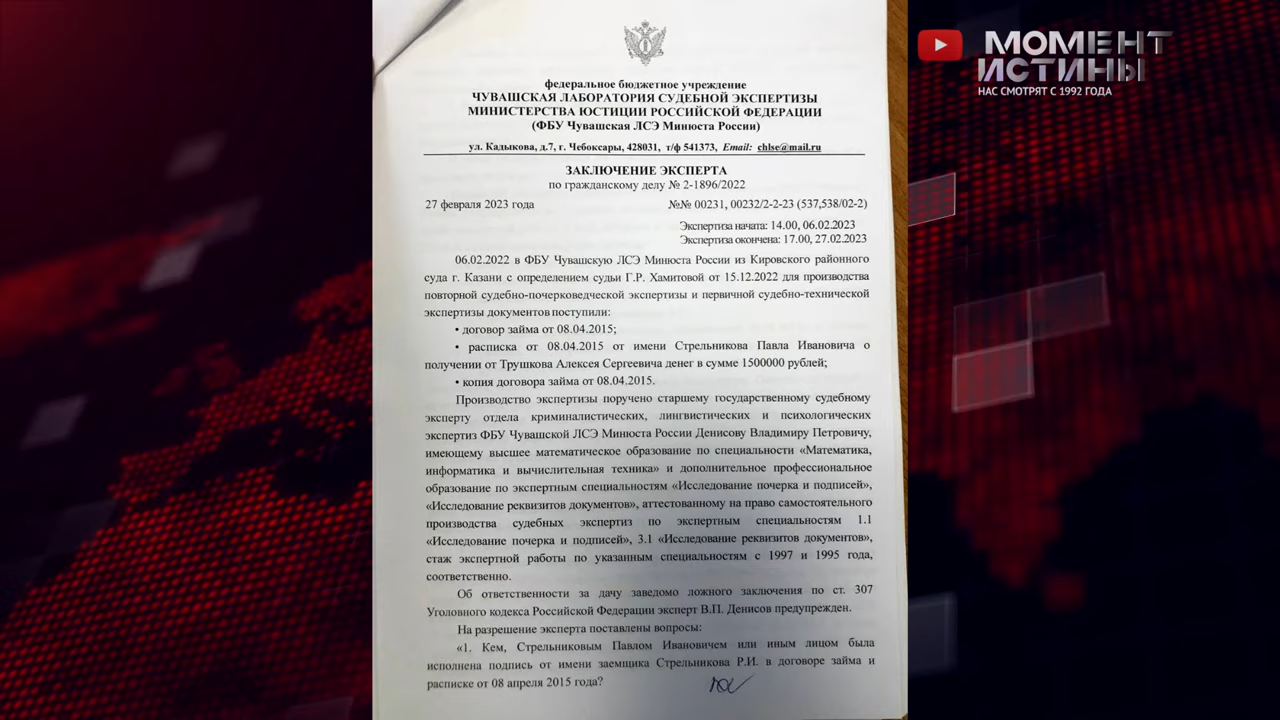 МОМЕНТ
ИСТИНЫ
НАС СМОТРЯТ С 1992 ГОДА
федеральное бюджетное учреждение
ЧУВАШСКАЯ ЛАБОРАТОРИЯ СУДЕБНОЙ ЭКСПЕРТИЗЫ
МИНИСТЕРСТВА ЮСТИЦИИ РОССИЙСКОЙ ФЕДЕРАЦИИ
(ФБУ Чувашская ЛСЭ Минюста России)
ул. Кадыкова, д.7, г. Чебоксары, 428031, т/ф 541373, Email: chlse@mail.ru
ЗАКЛЮЧЕНИЕ ЭКСПЕРТА
по гражданскому делу № 2-1896/2022
27 февраля 2023 года №№ 00231, 00232/2-2-23 (537,538/02-2)
Экспертиза начата: 14.00, 06.02.2023
Экспертиза окончена: 17.00, 27.02.2023
06.02.2022 в ФБУ Чувашскую ЛСЭ Минюста России из Кировского районного
суда г. Казани с определением судьи Г.Р. Хамитовой от 15.12.2022 для производства
повторной судебно-почерковедческой экспертизы и первичной судебно-технической
экспертизы документов поступили:
• договор займа от 08.04.2015;
• расписка от 08.04.2015 от имени Стрельникова Павла Ивановича о
получении от Трушкова Алексея Сергеевича денег в сумме 1500000 рублей;
• копия договора займа от 08.04.2015.
Производство экспертизы поручено старшему государственному судебному
эксперту отдела криминалистических, лингвистических и психологических
экспертиз ФБУ Чувашской ЛСЭ Минюста России Денисову Владимиру Петровичу,
имеющему высшее математическое образование по специальности «Математика,
информатика и вычислительная техника» и дополнительное профессиональное
образование по экспертным специальностям «Исследование почерка и подписей»,
«Исследование реквизитов документов», аттестованному на право самостоятельного
производства судебных экспертиз по экспертным специальностям 1.1
«Исследование почерка и подписей», 3.1 «Исследование реквизитов документов»,
стаж экспертной работы по указанным специальностям с 1997 и 1995 года,
соответственно.
Об ответственности за дачу заведомо ложного заключения по ст. 307
Уголовного кодекса Российской Федерации эксперт В.П. Денисов предупрежден.
На разрешение эксперта поставлены вопросы:
«1. Кем, Стрельниковым Павлом Ивановичем или иным лицом была
исполнена подпись от имени заемщика Стрельникова Р.И. в договоре займа и
расписке от 08 апреля 2015 года?